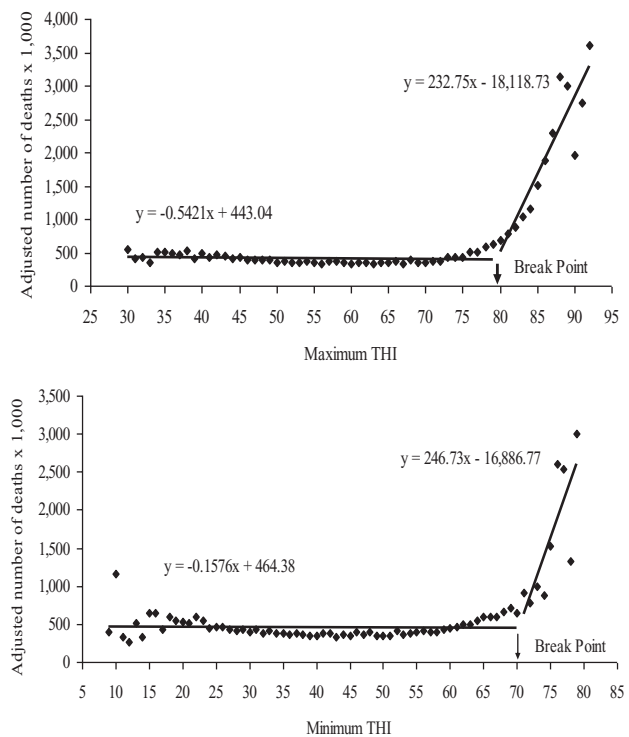 4,000
3,500
3,000
2,500
2,000
1,500
1,000
500
0
Adjusted number of deaths x 1,000
y = 232.75x - 18,118.73
y = -0.5421x + 443.04
Break Point
25 30 35 40 45 50 55 60 65 70 75 80 85 90 95
Maximum THI
3,500
3,000
2,500
2,000
1,500
1,000
500
0
Adjusted number of deaths x 1,000
y = 246.73x - 16,886.77
y = -0.1576x + 464.38
Break Point
5 10 15 20 25 30 35 40 45 50 55 60 65 70 75 80 85
Minimum THI